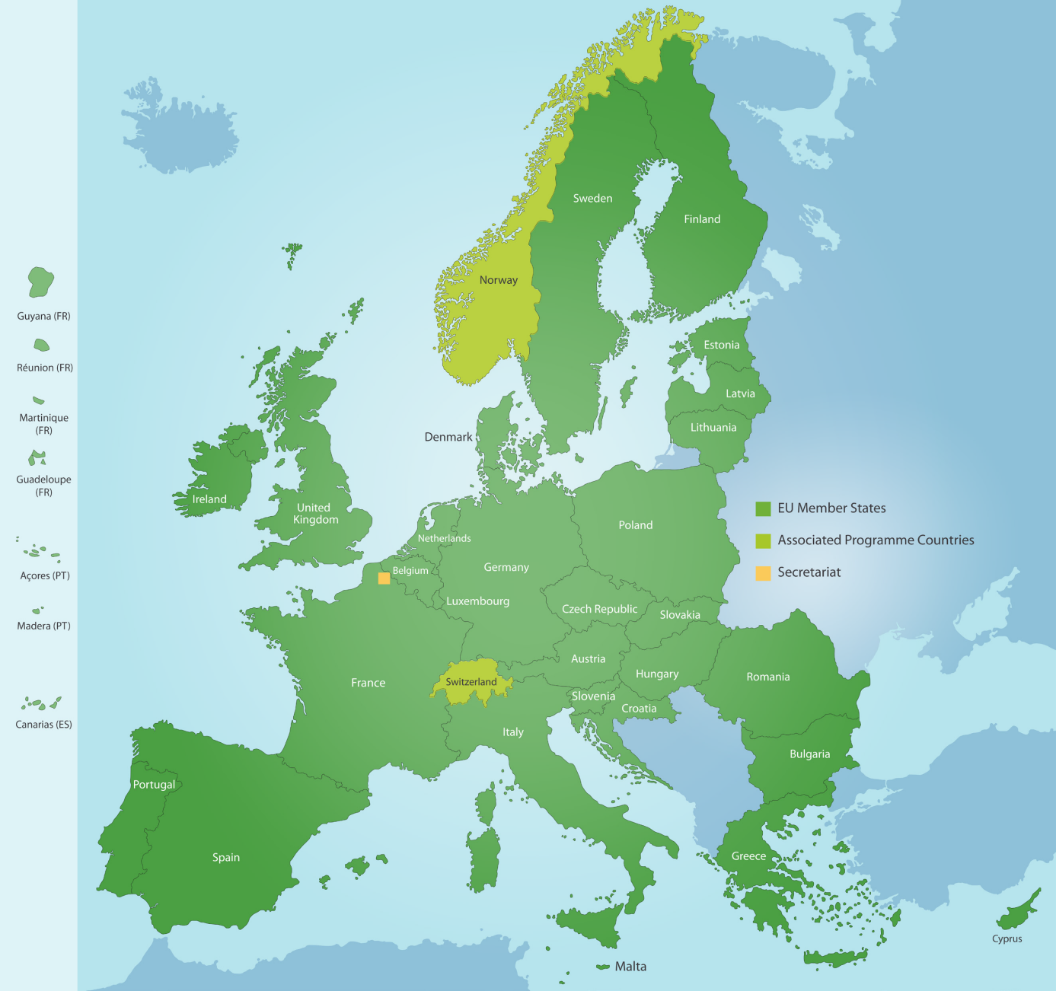 Guyana (FR)
Réunion (FR)
Martinique
(FR)
Guadeloupe
(FR)
Açores (PT)
Madera (PT)
Canarias (ES)
Sweden
Finland
Norway
Estonia
Latvia
Lithuania
Denmark
Ireland
United
Kingdom
Netherlands
Belgium
Luxembourg
Germany
Poland
Czech Republic
Slovakia
Austria
Hungary
Romania
France
Switzerland
Slovenia
Croatia
Italy
Bulgaria
Portugal
Spain
Greece
Malta
Cyprus
EU Member States
Associated Programme Countries
Secretariat